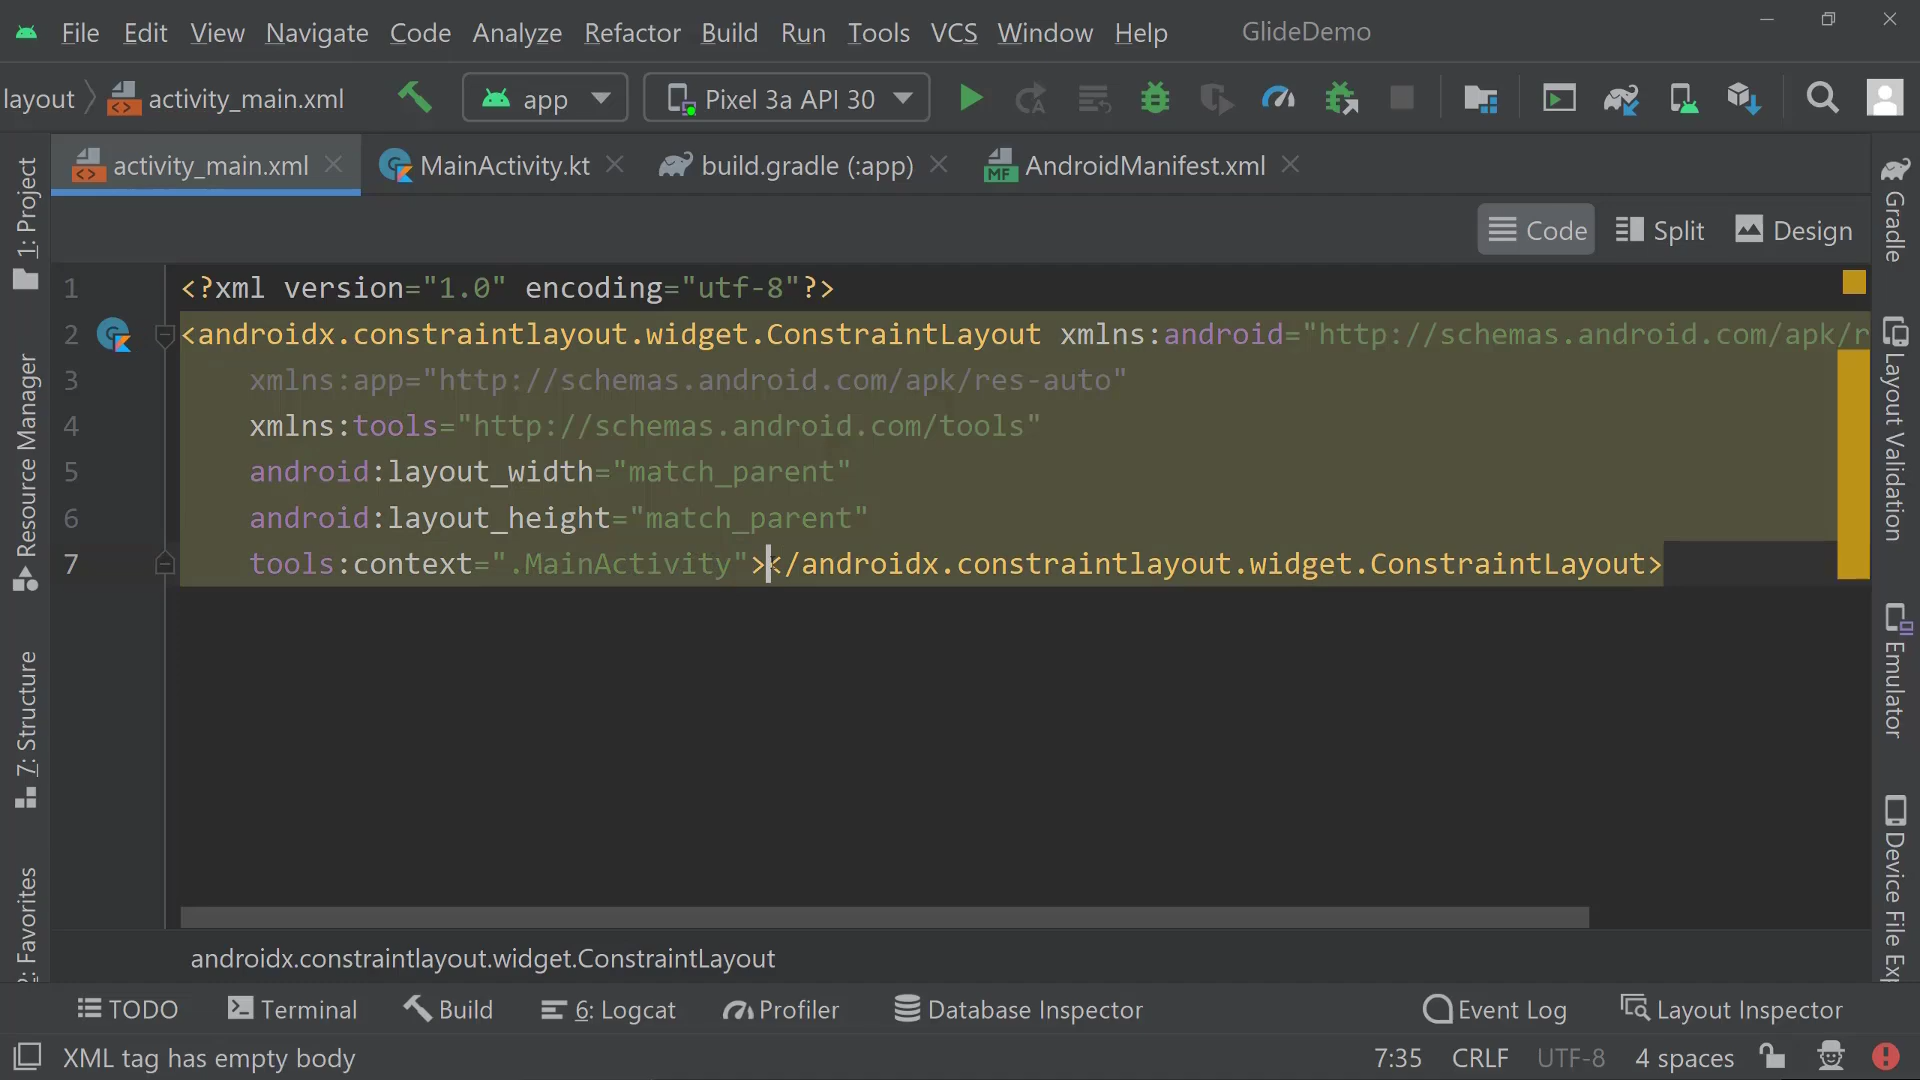 File Edit View Navigate Code Analyze Refactor Build Run Tools VCS Window Help GlideDemo
layout activity_main.xml app Pixel 3a API 30
activity_main.xml MainActivity.kt build.gradle (:app) AndroidManifest.xml
Code Split Design
1 <?xml version="1.0" encoding="utf-8"?>
2 <androidx.constraintlayout.widget.ConstraintLayout xmlns:android="http://schemas.android.com/apk/r
3 xmlns:app="http://schemas.android.com/apk/res-auto"
4 xmlns:tools="http://schemas.android.com/tools"
5 android:layout_width="match_parent"
6 android:layout_height="match_parent"
7 tools:context=".MainActivity"></androidx.constraintlayout.widget.ConstraintLayout>
androidx.constraintlayout.widget.ConstraintLayout
1: Project
Resource Manager
7: Structure
Favorites
Gradle
Layout Validation
Emulator
Device File Ex
MF
TODO Terminal Build 6: Logcat Profiler Database Inspector Event Log Layout Inspector
XML tag has empty body 7:35 CRLF UTF-8 4 spaces